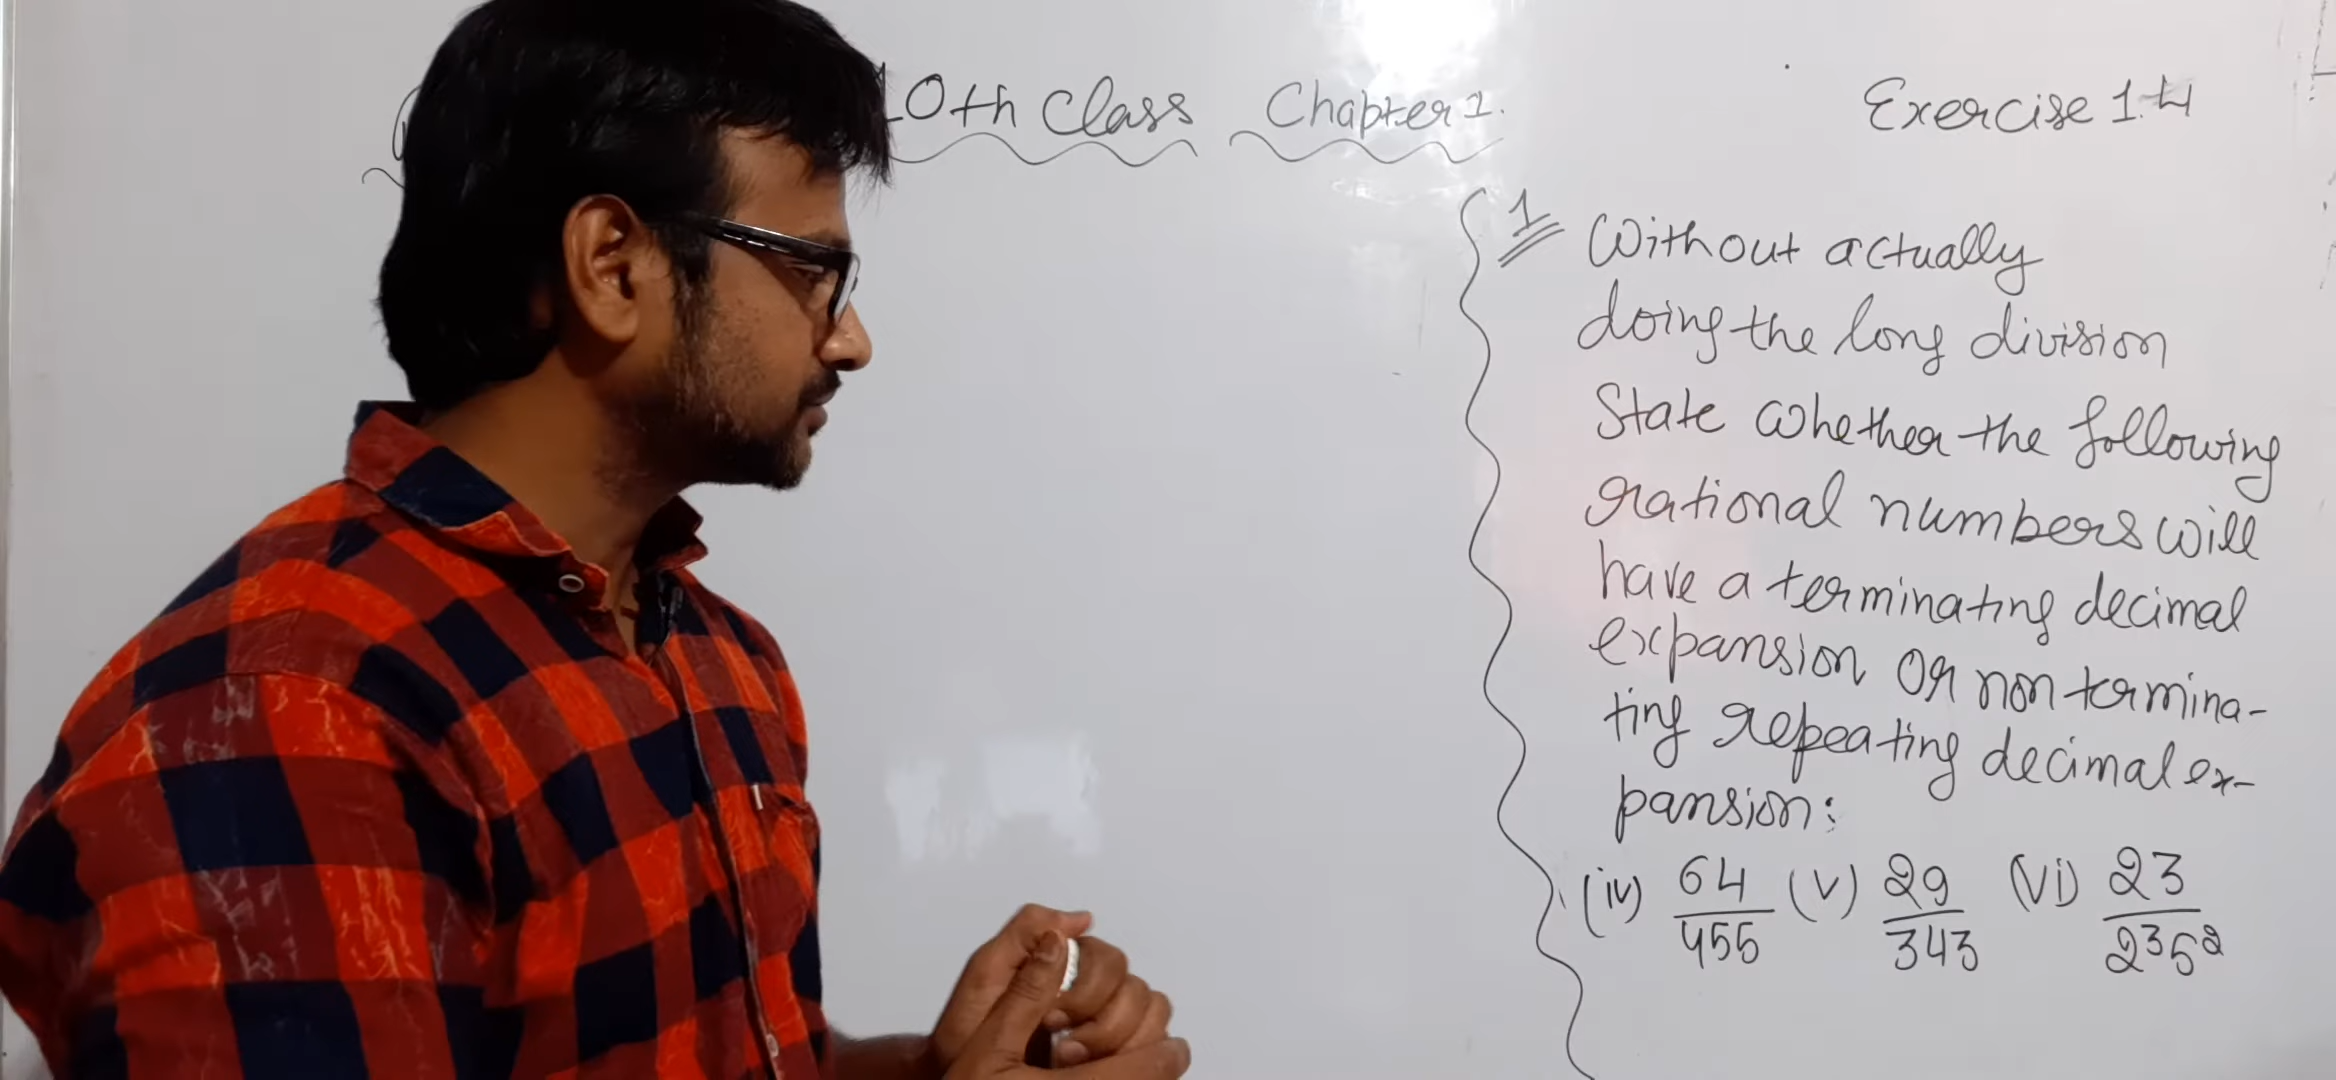 10th Class Chapter 1.
Exercise 1.4
1 Without actually
doing the long division
State whether the following
rational numbers will
have a terminating decimal
expansion or non termina-
ting repeating decimal ex-
pansion:
(iv) 64/455 (v) 29/343 (vi) 23/2³5²